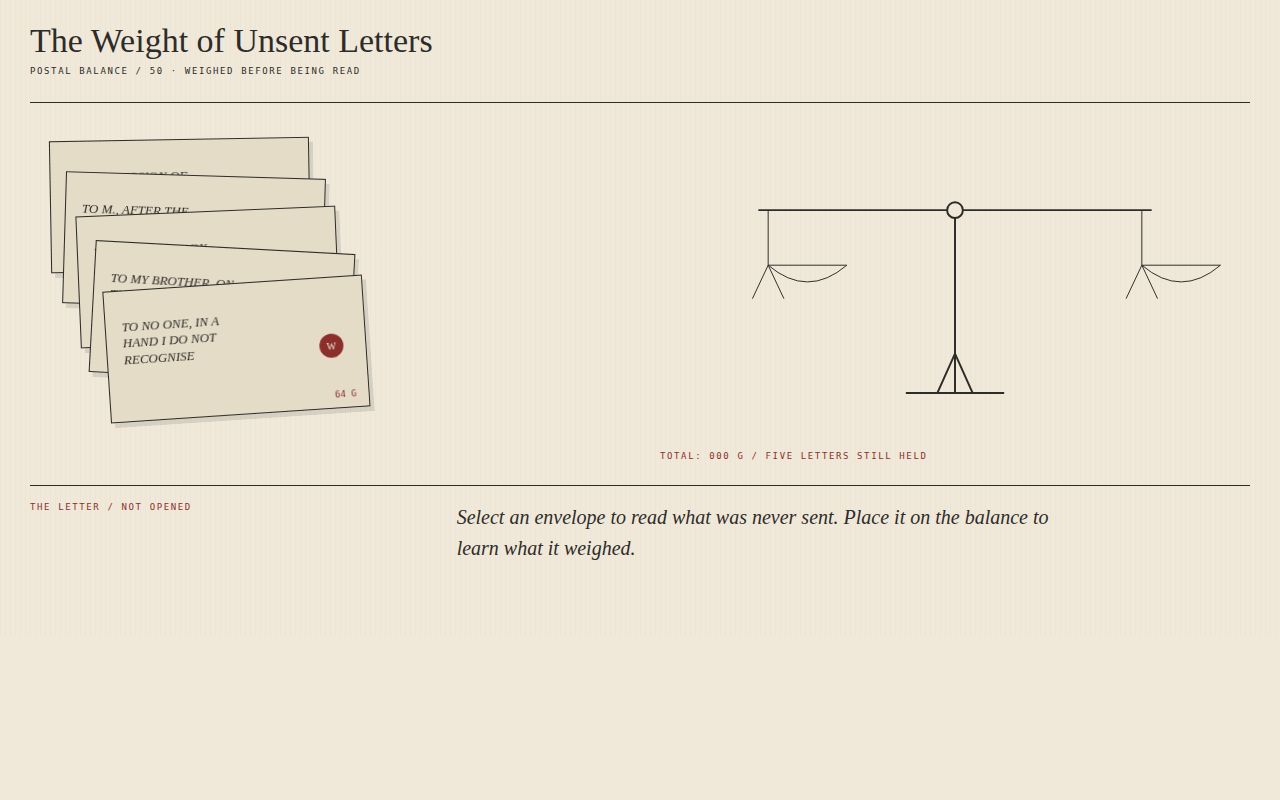 The Weight of Unsent Letters
POSTAL BALANCE / 50 · WEIGHED BEFORE BEING READ
OF
TO M., AFTER THE
TO MY BROTHER, ON
TO NO ONE, IN A
HAND I DO NOT
RECOGNISE
W
64 G
TOTAL: 000 G / FIVE LETTERS STILL HELD
THE LETTER / NOT OPENED
Select an envelope to read what was never sent. Place it on the balance to
learn what it weighed.